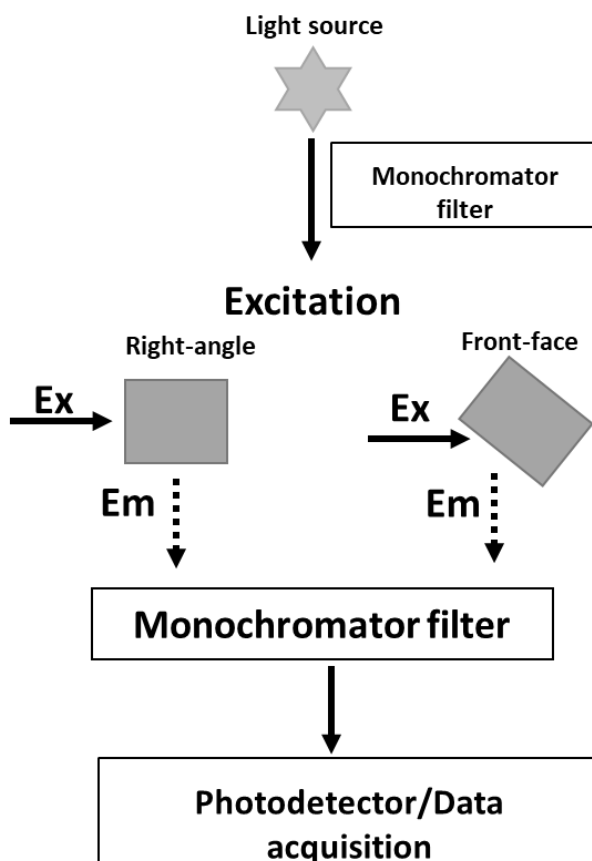 Light source
Monochromator
filter
Excitation
Right-angle
Front-face
Ex
Ex
Em
Em
Monochromator filter
Photodetector/Data
acquisition